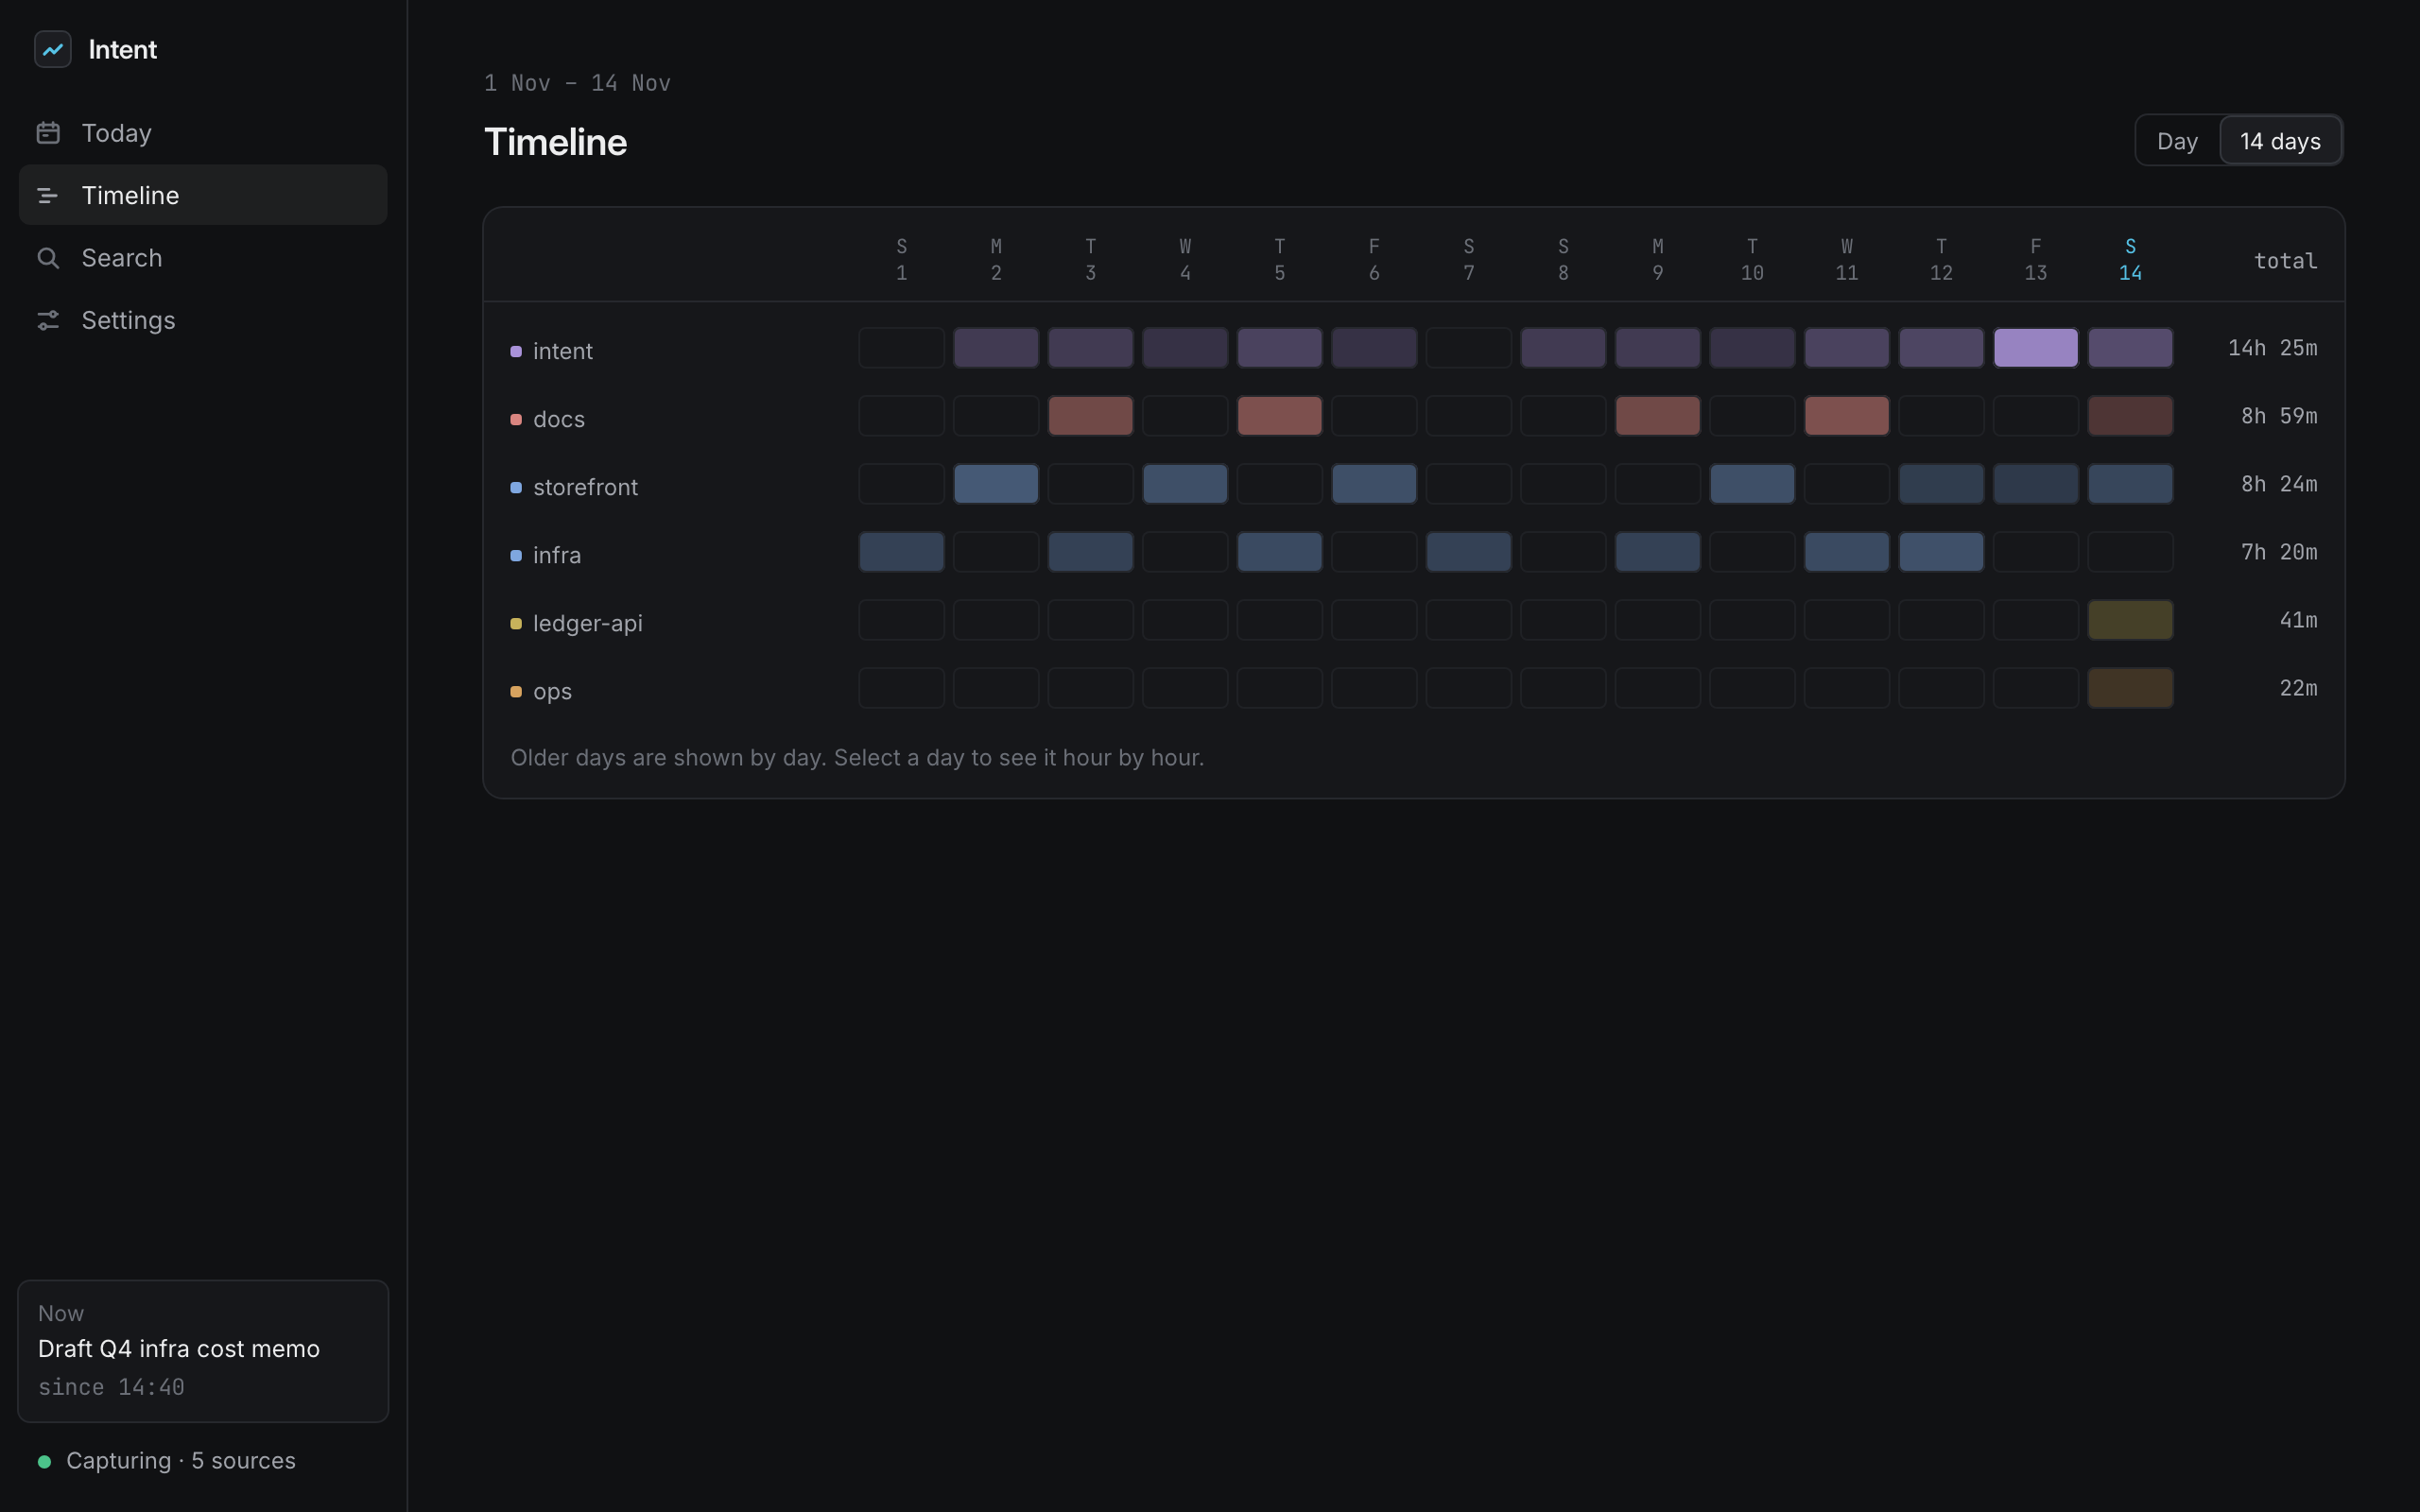 Intent
Today
Timeline
Search
Settings
Now
Draft Q4 infra cost memo
since 14:40
Capturing · 5 sources
1 Nov – 14 Nov
Timeline
Day 14 days
S M T W T F S S M T W T F S
1 2 3 4 5 6 7 8 9 10 11 12 13 14
total
intent 14h 25m
docs 8h 59m
storefront 8h 24m
infra 7h 20m
ledger-api 41m
ops 22m
Older days are shown by day. Select a day to see it hour by hour.